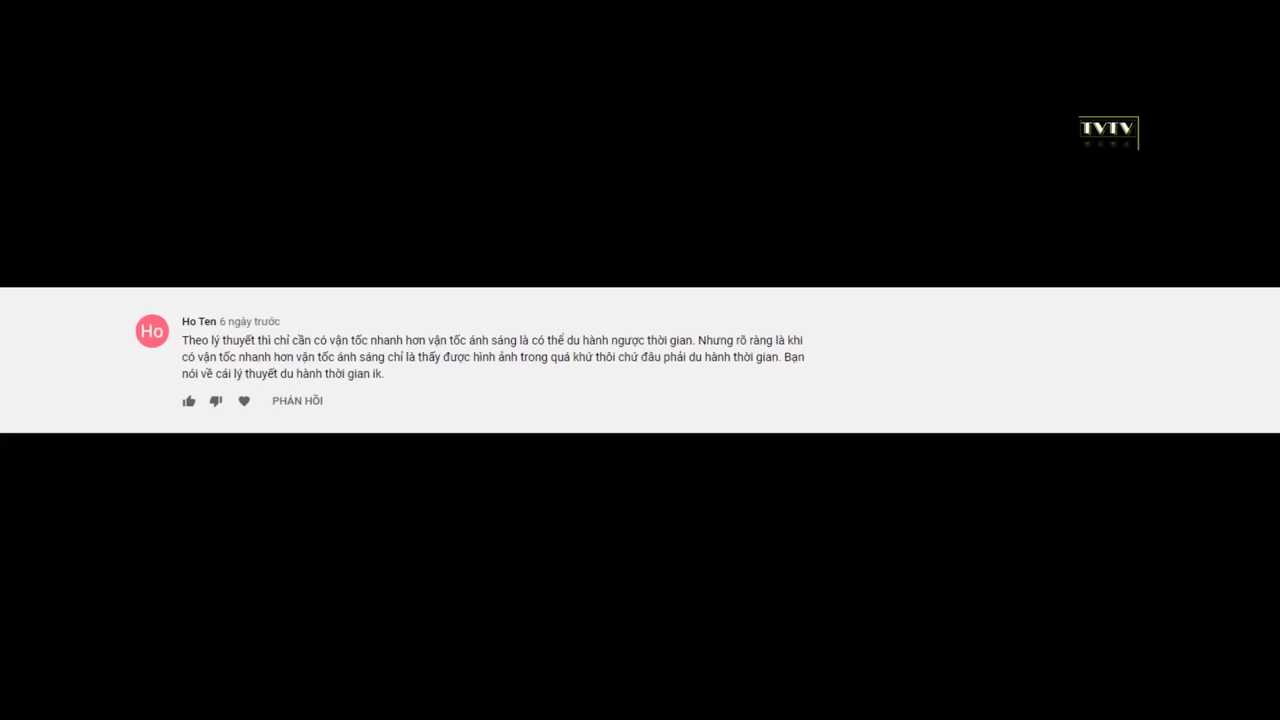 TVTV
Ho
Ho Ten 6 ngày trước
Theo lý thuyết thì chỉ cần có vận tốc nhanh hơn vận tốc ánh sáng là có thể du hành ngược thời gian. Nhưng rõ ràng là khi
có vận tốc nhanh hơn vận tốc ánh sáng chỉ là thấy được hình ảnh trong quá khứ thôi chứ đâu phải du hành thời gian. Bạn
nói về cái lý thuyết du hành thời gian ik.
PHẢN HỒI